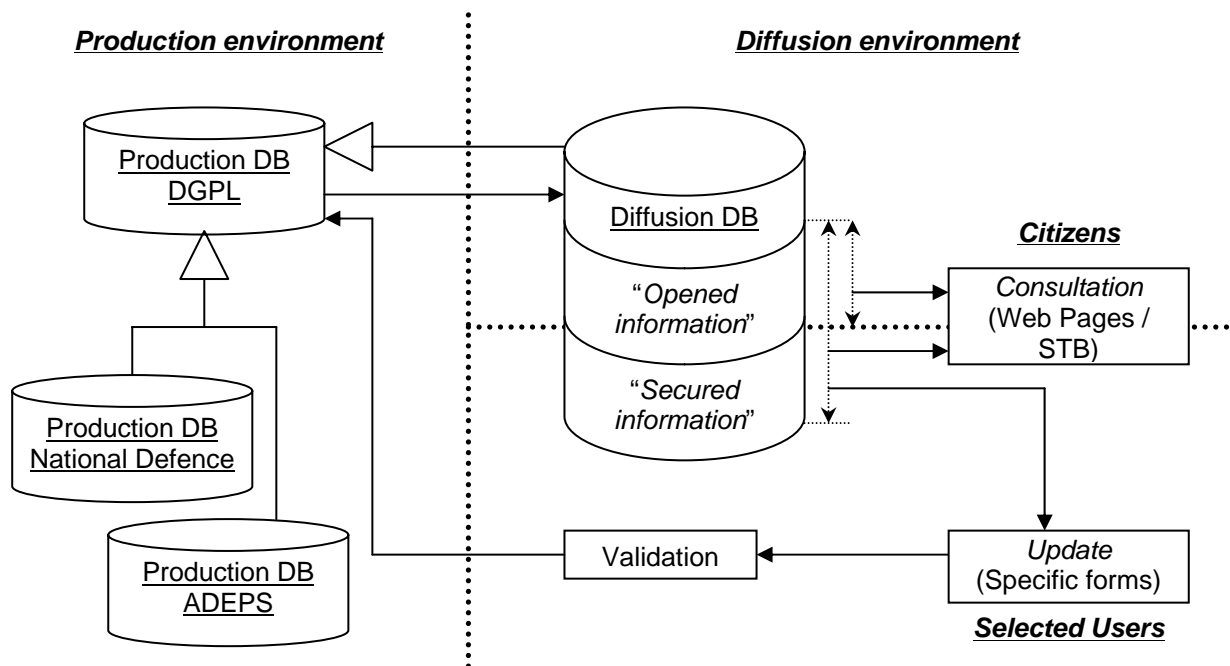 Production environment
Diffusion environment
Production DB
DGPL
Diffusion DB
Citizens
"Opened
information"
Consultation
(Web Pages /
STB)
"Secured
information"
Production DB
National Defence
Production DB
ADEPS
Validation
Update
(Specific forms)
Selected Users